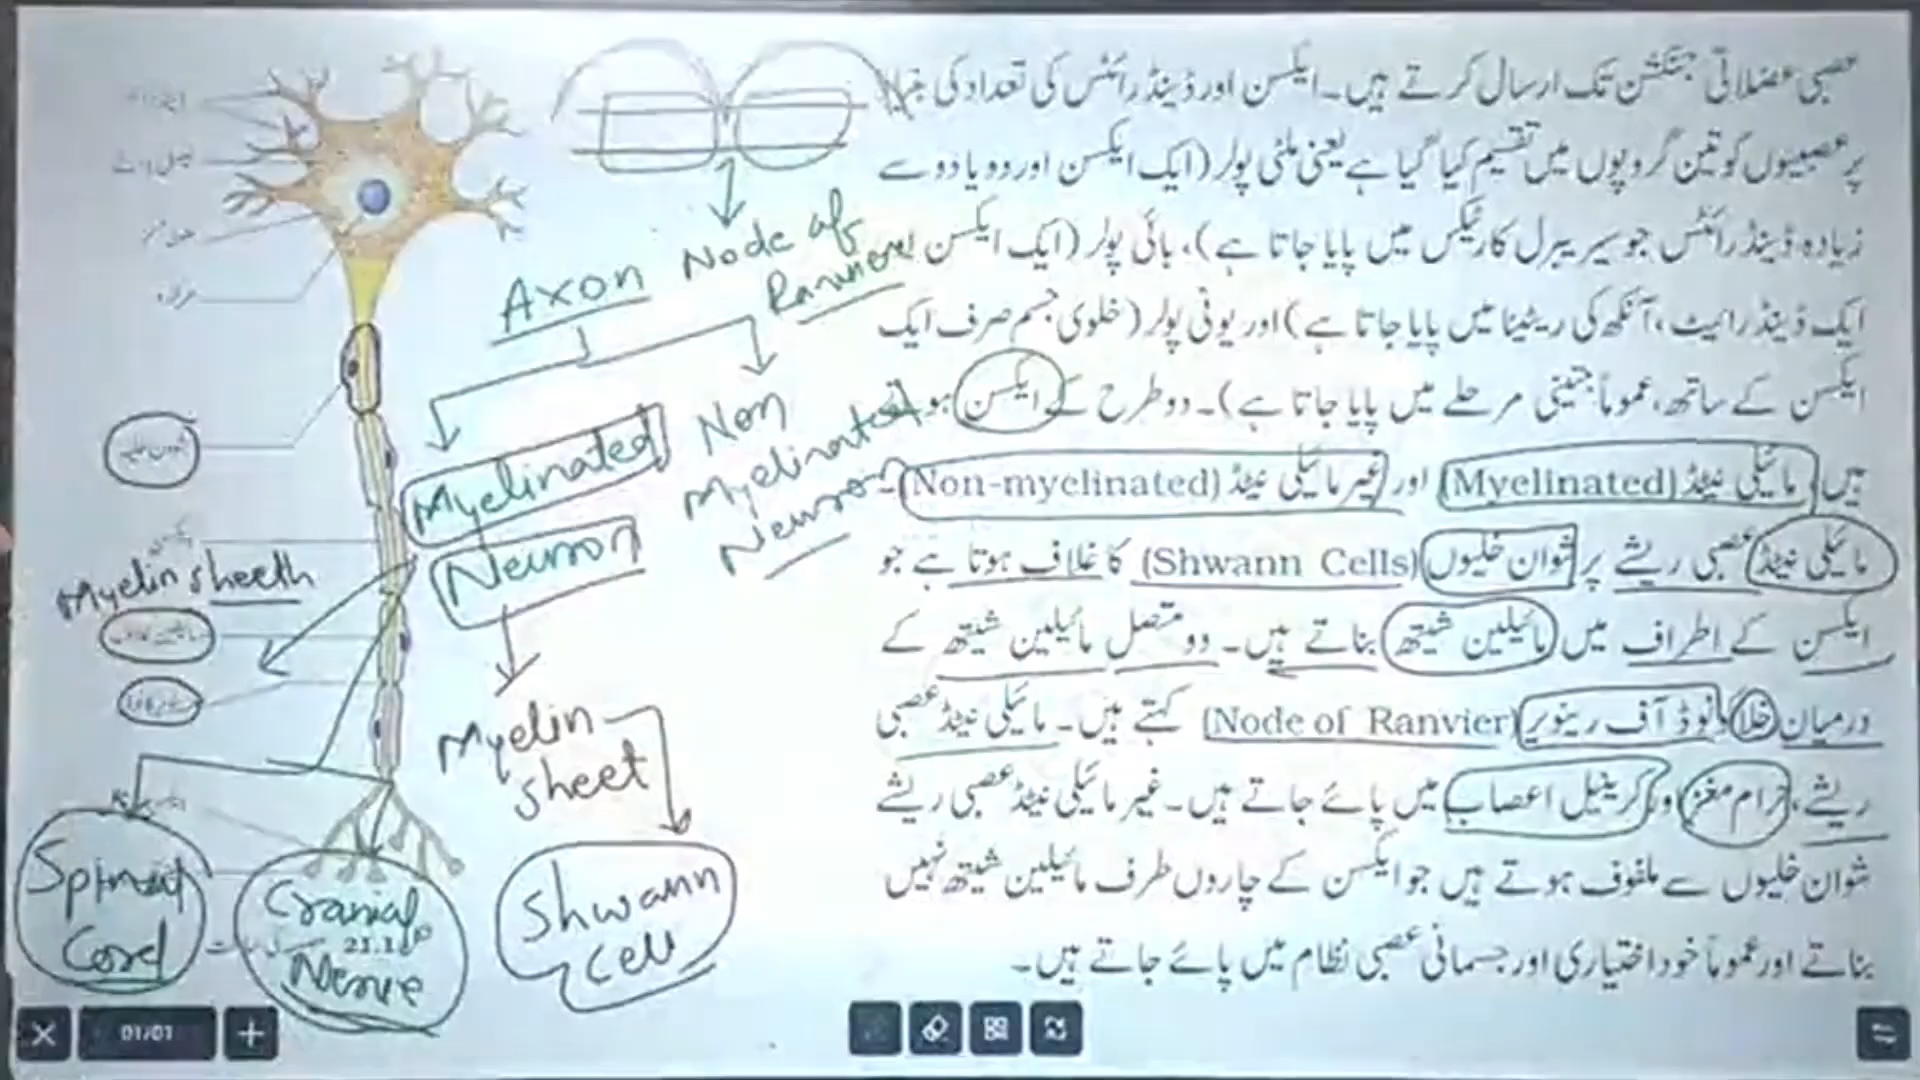 عصبی عضلاتی جنکشن تک ارسال کرتے ہیں۔ ایکسن اور ڈینڈرائٹس کی تعداد کی بنیاد
پر عصبیوں کو تین گروپوں میں تقسیم کیا گیا ہے یعنی ملٹی پولر (ایک ایکسن اور دو یا دو سے
زیادہ ڈینڈرائٹس جو سیریبرل کارٹیکس میں پایا جاتا ہے)، بائی پولر (ایک ایکسن
ایک ڈینڈرائیٹ، آنکھ کی ریٹینا میں پایا جاتا ہے) اور یونی پولر (خلوی جسم صرف ایک
ایکسن کے ساتھ، عموماً جنینی مرحلے میں پایا جاتا ہے)۔ دو طرح کے ایکسن ہوتے
ہیں، مائیلی نیٹڈ (Myelinated) اور غیر مائیلی نیٹڈ (Non-myelinated)۔
مائیلی نیٹڈ عصبی ریشے پر شوان خلیوں (Shwann Cells) کا غلاف ہوتا ہے جو
ایکسن کے اطراف میں مائیلین شیتھ بناتے ہیں۔ دو متصل مائیلین شیتھ کے
درمیان خلا نوڈ آف رینویر (Node of Ranvier) کہتے ہیں۔ مائیلی نیٹڈ عصبی
ریشے، حرام مغز و کرینیل اعصاب میں پائے جاتے ہیں۔ غیر مائیلی نیٹڈ عصبی ریشے
شوان خلیوں سے ملفوف ہوتے ہیں جو ایکسن کے چاروں طرف مائیلین شیتھ نہیں
بناتے اور عموماً خود اختیاری اور جسمانی عصبی نظام میں پائے جاتے ہیں۔
Node of
Axon
Myelinated
Neuron
Non
Myelinated
Neuron
Myelin sheeth
Myelin
sheet
Shwann
Cell
Cord
Cranial
Nerve
01/01